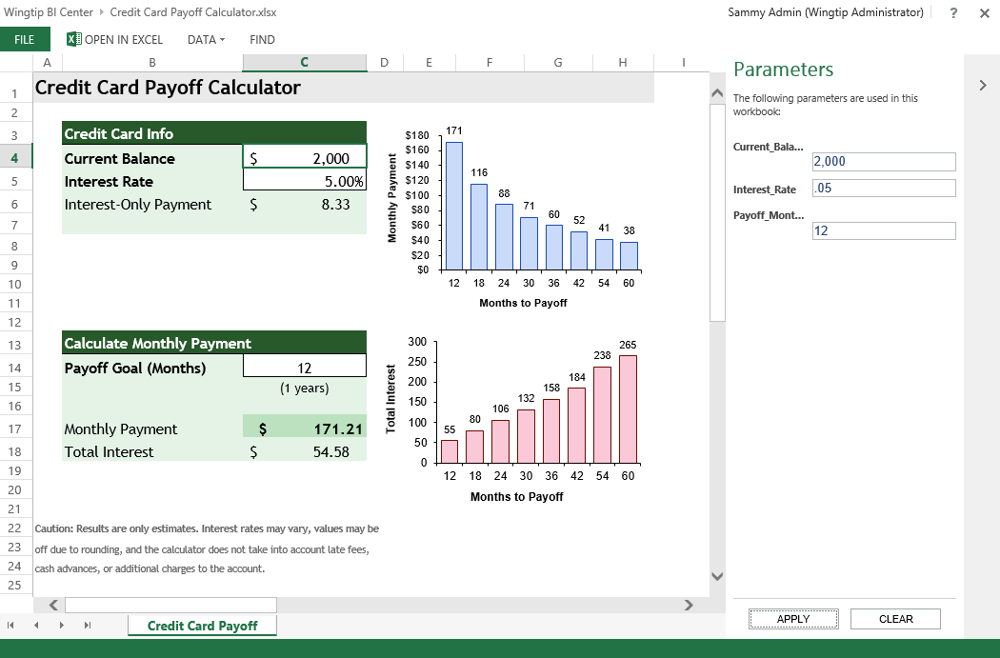 Wingtip BI Center ▸ Credit Card Payoff Calculator.xlsx
Sammy Admin (Wingtip Administrator) ? ✕
FILE
OPEN IN EXCEL
DATA
FIND
A B C D E F G H I
1
2
3
4
5
6
7
8
9
10
11
12
13
14
15
16
17
18
19
20
21
22
23
24
25
Credit Card Payoff Calculator
Credit Card Info
Current Balance $ 2,000
Interest Rate 5.00%
Interest-Only Payment $ 8.33
Monthly Payment
$180
$160
$140
$120
$100
$80
$60
$40
$20
$0
171 116 88 71 60 52 41 38
12 18 24 30 36 42 54 60
Months to Payoff
Calculate Monthly Payment
Payoff Goal (Months) 12
(1 years)
Monthly Payment $ 171.21
Total Interest $ 54.58
Total Interest
300
250
200
150
100
50
0
55 80 106 132 158 184 238 265
12 18 24 30 36 42 54 60
Months to Payoff
Caution: Results are only estimates. Interest rates may vary, values may be
off due to rounding, and the calculator does not take into account late fees,
cash advances, or additional charges to the account.
Credit Card Payoff
Parameters
The following parameters are used in this
workbook:
Current_Bala...
2,000
Interest_Rate .05
Payoff_Mont...
12
APPLY CLEAR